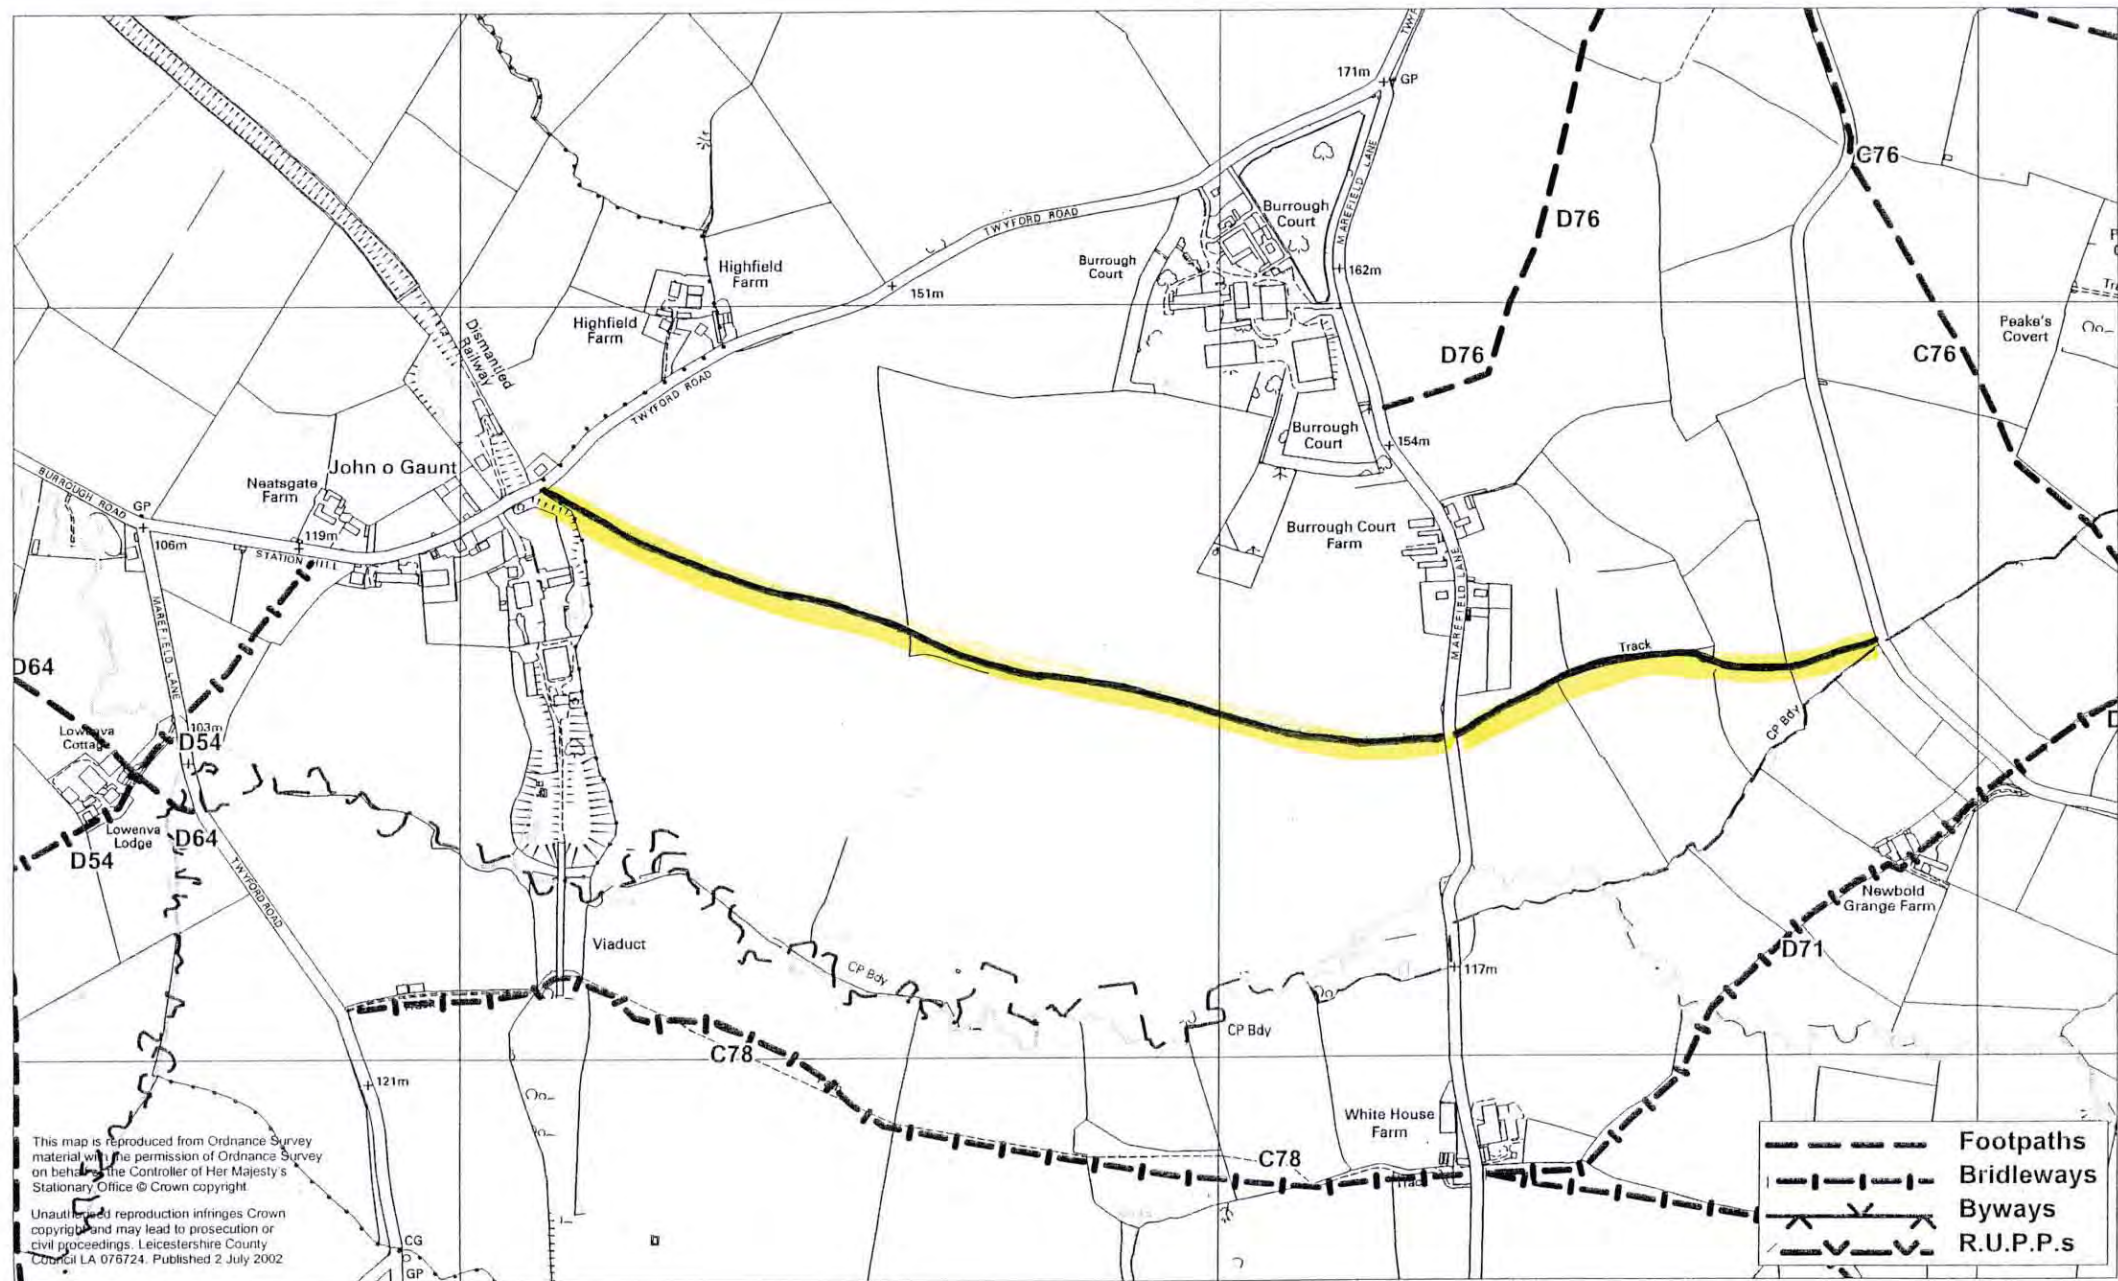 171m
GP
C76
MAREFIELD LANE
D76
Burrough
Court
TWYFORD ROAD
Highfield
Farm
Burrough
Court
162m
151m
Dismantled
Railway
Highfield
Farm
Peake's
Covert
D76
C76
TWYFORD ROAD
Burrough
Court
154m
John o Gaunt
Neatsgate
Farm
BURROUGH ROAD
GP
Burrough Court
Farm
106m
119m
STATION HILL
MAREFIELD LANE
MAREFIELD LANE
Track
D64
CP Bdy
Lowenva
Cottage
103m
D54
Lowenva
Lodge
D64
D54
TWYFORD ROAD
Newbold
Grange Farm
Viaduct
D71
CP Bdy
117m
CP Bdy
C78
121m
White House
Farm
C78
Track
This map is reproduced from Ordnance Survey
material with the permission of Ordnance Survey
on behalf of the Controller of Her Majesty's
Stationary Office © Crown copyright
Unauthorised reproduction infringes Crown
copyright and may lead to prosecution or
civil proceedings. Leicestershire County
Council LA 076724. Published 2 July 2002
CG
GP
Footpaths
Bridleways
Byways
R.U.P.P.s